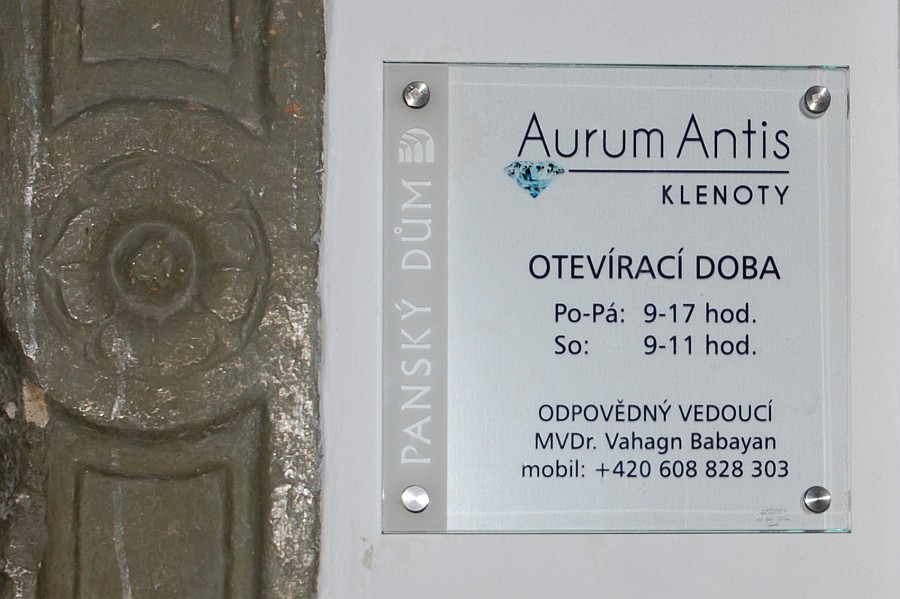 PANSKÝ DŮM
Aurum Antis
KLENOTY
OTEVÍRACÍ DOBA
Po-Pá: 9-17 hod.
So: 9-11 hod.
ODPOVĚDNÝ VEDOUCÍ
MVDr. Vahagn Babayan
mobil: +420 608 828 303